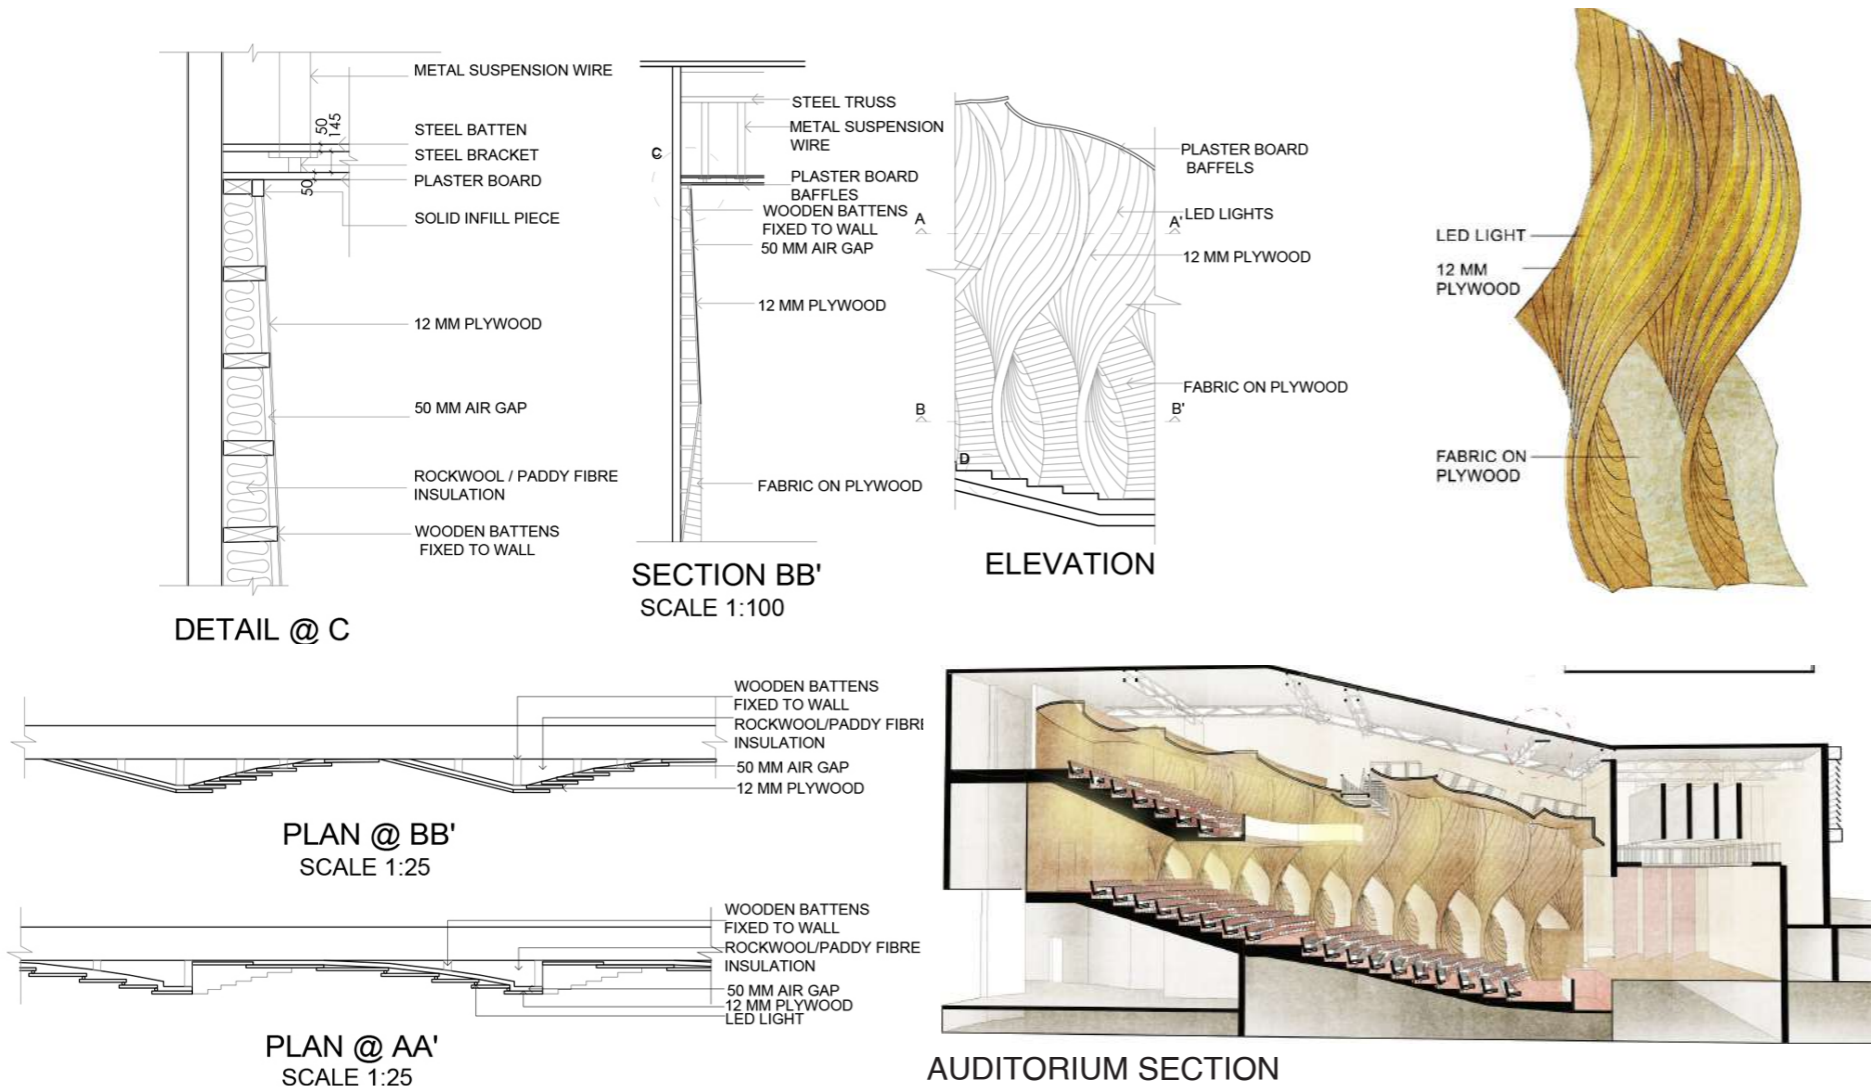 METAL SUSPENSION WIRE
50
145
STEEL BATTEN
STEEL BRACKET
PLASTER BOARD
50
SOLID INFILL PIECE
12 MM PLYWOOD
50 MM AIR GAP
ROCKWOOL / PADDY FIBRE
INSULATION
WOODEN BATTENS
FIXED TO WALL
DETAIL @ C
STEEL TRUSS
METAL SUSPENSION
WIRE
C
PLASTER BOARD
BAFFLES
WOODEN BATTENS
FIXED TO WALL
50 MM AIR GAP
12 MM PLYWOOD
FABRIC ON PLYWOOD
SECTION BB'
SCALE 1:100
PLASTER BOARD
BAFFELS
LED LIGHTS
A
A'
12 MM PLYWOOD
FABRIC ON PLYWOOD
B
B'
D
ELEVATION
LED LIGHT
12 MM
PLYWOOD
FABRIC ON
PLYWOOD
WOODEN BATTENS
FIXED TO WALL
ROCKWOOL/PADDY FIBRE
INSULATION
50 MM AIR GAP
12 MM PLYWOOD
PLAN @ BB'
SCALE 1:25
WOODEN BATTENS
FIXED TO WALL
ROCKWOOL/PADDY FIBRE
INSULATION
50 MM AIR GAP
12 MM PLYWOOD
LED LIGHT
PLAN @ AA'
SCALE 1:25
AUDITORIUM SECTION